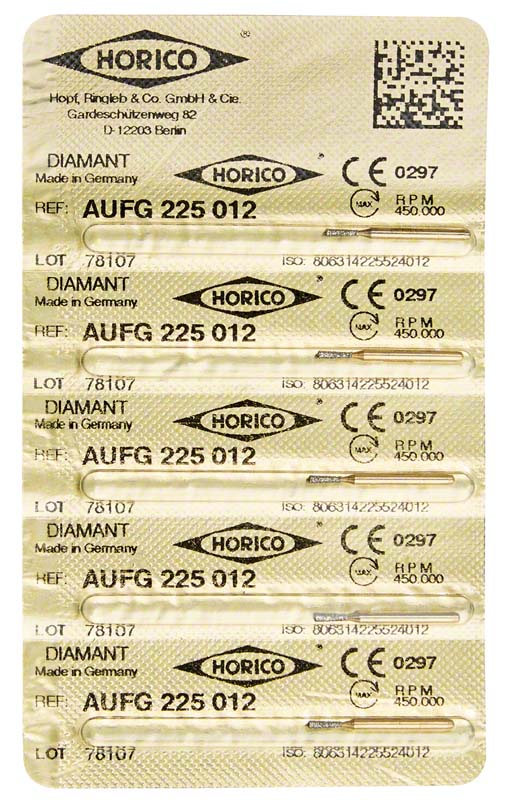 HORICO ®
Hopf, Ringleb & Co. GmbH & Cie.
Gardeschützenweg 82
D-12203 Berlin
DIAMANT HORICO ® CE 0297
Made in Germany
REF: AUFG 225 012 MAX RPM 450.000
LOT 78107 ISO: 806314225524012
DIAMANT HORICO ® CE 0297
Made in Germany
REF: AUFG 225 012 MAX RPM 450.000
LOT 78107 ISO: 806314225524012
DIAMANT HORICO ® CE 0297
Made in Germany
REF: AUFG 225 012 MAX RPM 450.000
LOT 78107 ISO: 806314225524012
DIAMANT HORICO ® CE 0297
Made in Germany
REF: AUFG 225 012 MAX RPM 450.000
LOT 78107 ISO: 806314225524012
DIAMANT HORICO ® CE 0297
Made in Germany
REF: AUFG 225 012 MAX RPM 450.000
LOT 78107 ISO: 806314225524012